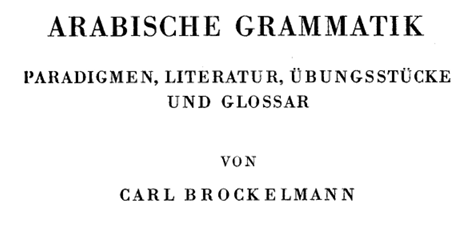 ARABISCHE GRAMMATIK
PARADIGMEN, LITERATUR, ÜBUNGSSTÜCKE
UND GLOSSAR
VON
CARL BROCKELMANN